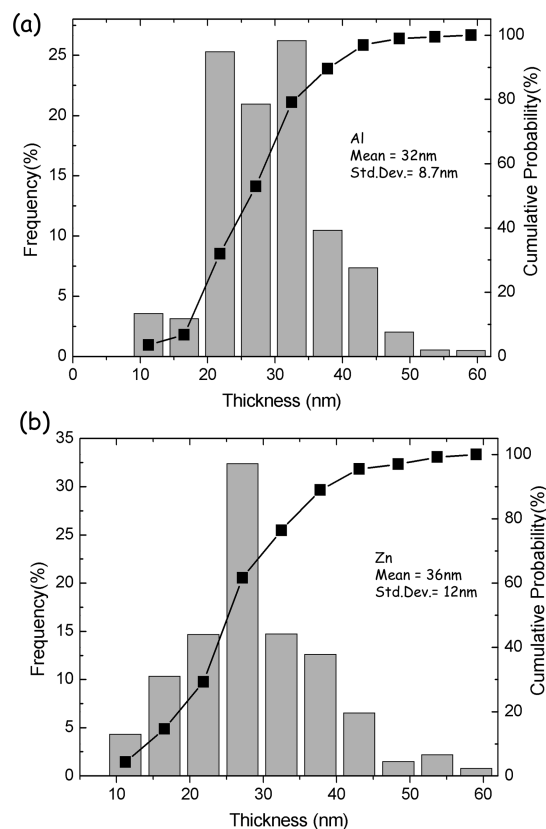 (a)
Frequency(%)
25
20
15
10
5
0
100
80
60
40
20
0
Cumulative Probability(%)
Al
Mean = 32nm
Std.Dev.= 8.7nm
0 10 20 30 40 50 60
Thickness (nm)
(b)
Frequency(%)
35
30
25
20
15
10
5
0
100
80
60
40
20
0
Cumulative Probability(%)
Zn
Mean = 36nm
Std.Dev.= 12nm
10 20 30 40 50 60
Thickness (nm)